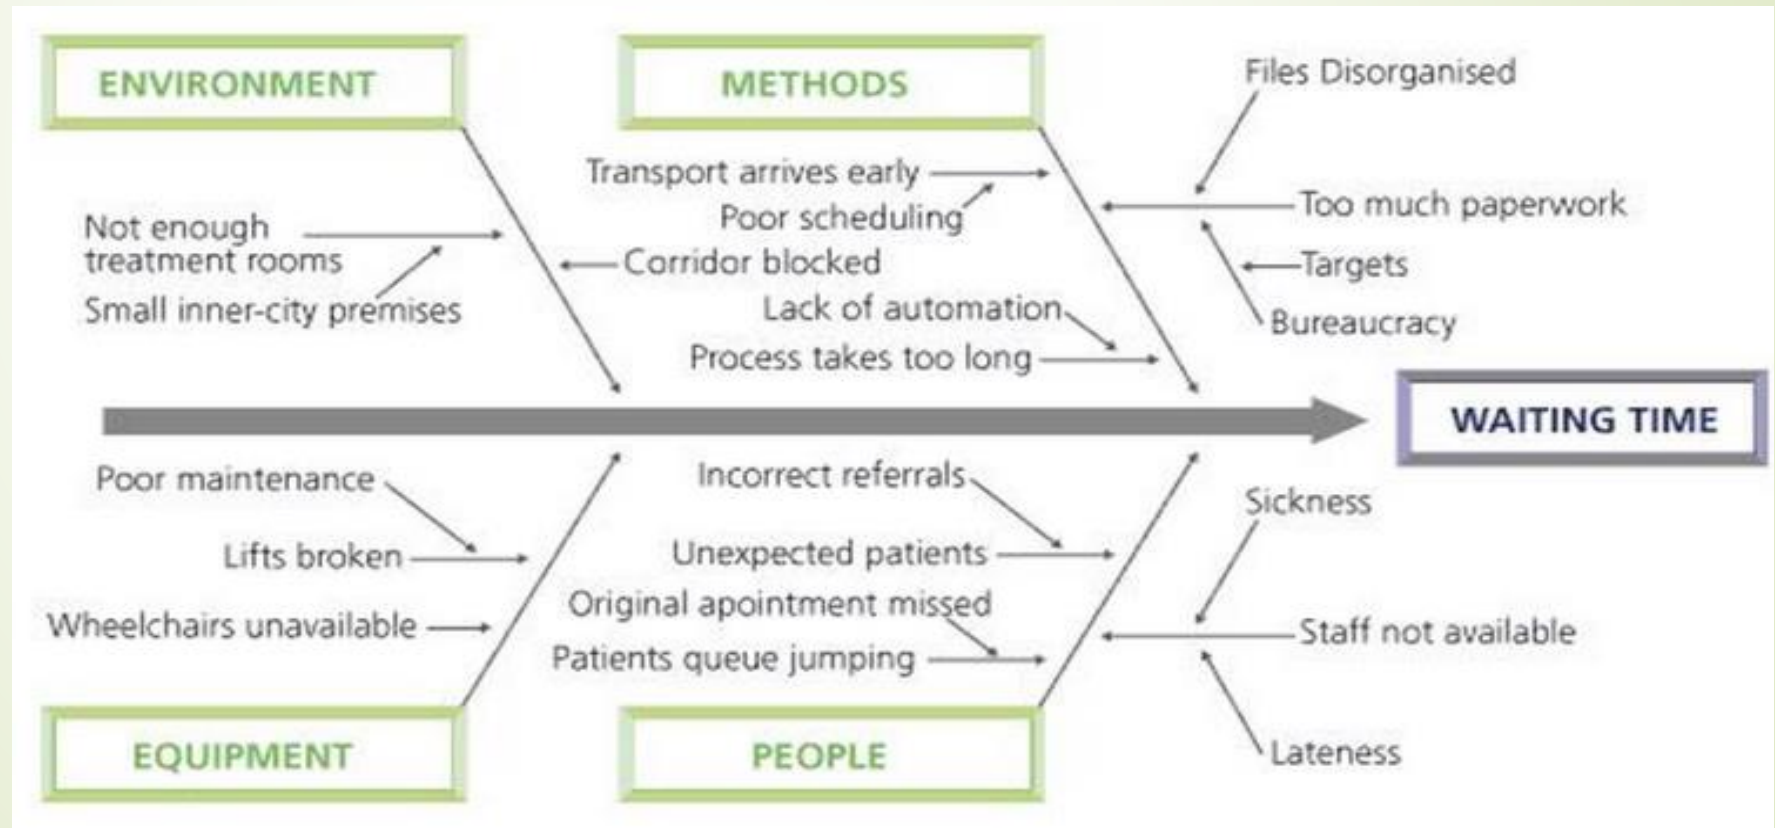 ENVIRONMENT
METHODS
Files Disorganised
Transport arrives early
Poor scheduling
Too much paperwork
Not enough
treatment rooms
Small inner-city premises
Corridor blocked
Targets
Lack of automation
Bureaucracy
Process takes too long
WAITING TIME
Poor maintenance
Incorrect referrals
Sickness
Lifts broken
Unexpected patients
Original apointment missed
Wheelchairs unavailable
Staff not available
Patients queue jumping
EQUIPMENT
PEOPLE
Lateness